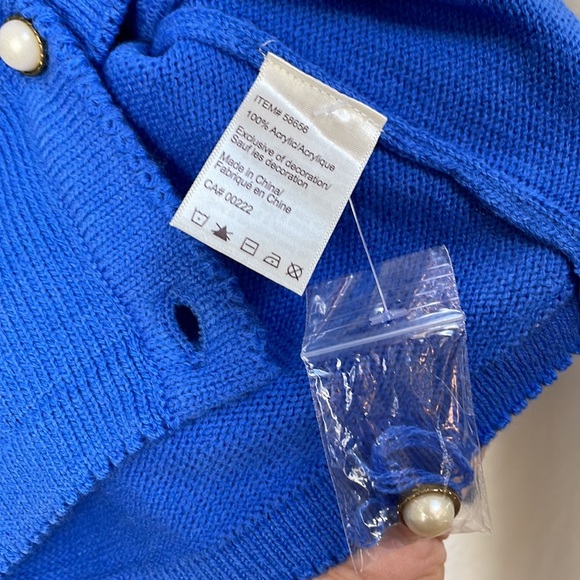 ITEM# 58656
100% Acrylic/Acrylique
Exclusive of decoration/
Sauf les decoration
Made in China/
Fabriqué en Chine
CA# 00222